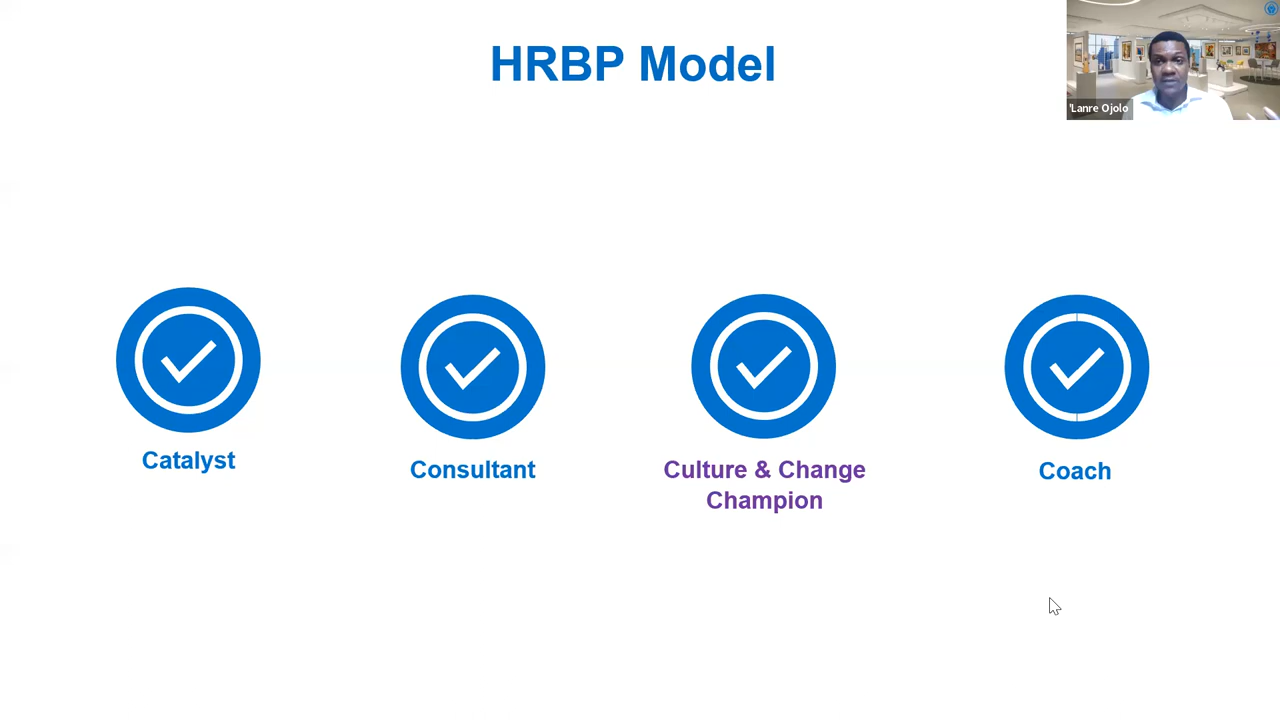 HRBP Model
'Lanre Ojolo
Catalyst
Consultant
Culture & Change
Champion
Coach